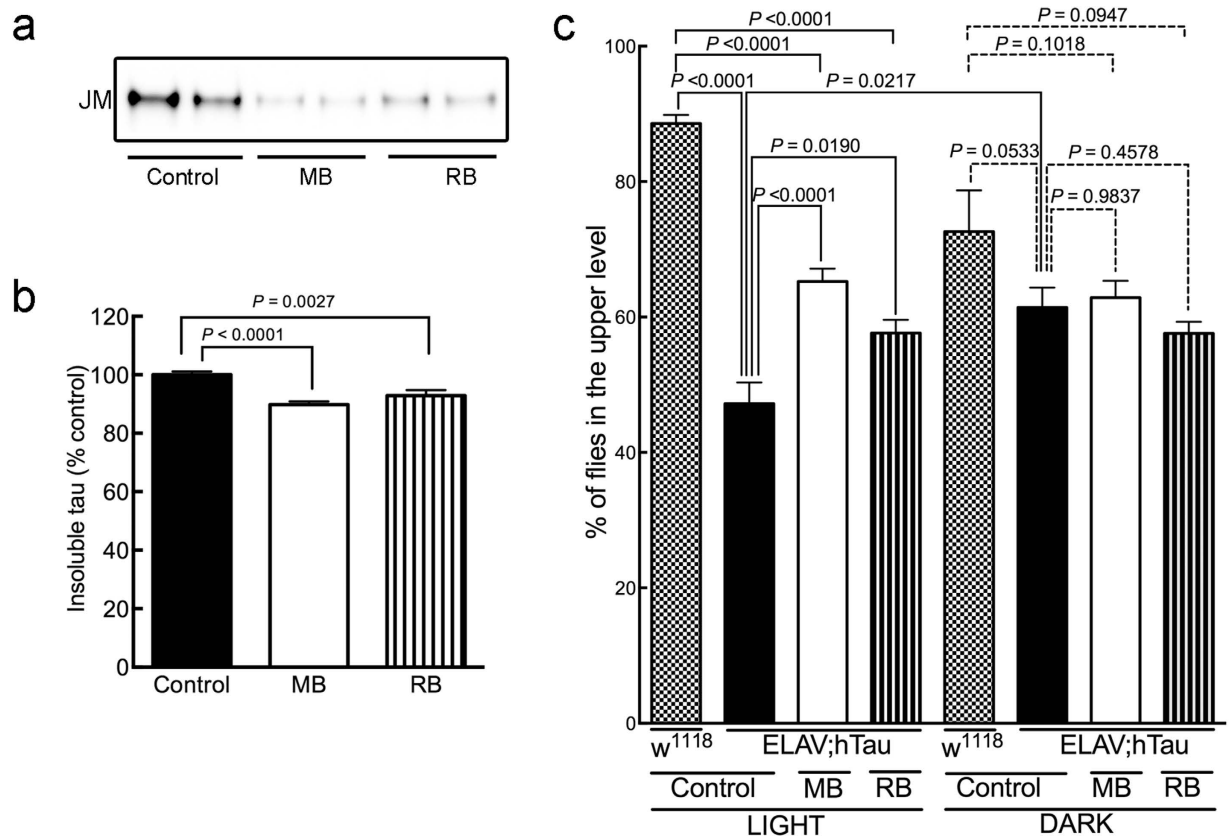 a
JM
Control MB RB
b
Insoluble tau (% control)
120
100
80
60
40
20
0
P = 0.0027
P < 0.0001
Control MB RB
c
% of flies in the upper level
100
80
60
40
20
0
P <0.0001
P <0.0001
P <0.0001
P = 0.0217
P = 0.0190
P <0.0001
P = 0.0947
P = 0.1018
P = 0.0533
P = 0.4578
P = 0.9837
w1118 ELAV;hTau w1118 ELAV;hTau
Control MB RB Control MB RB
LIGHT DARK